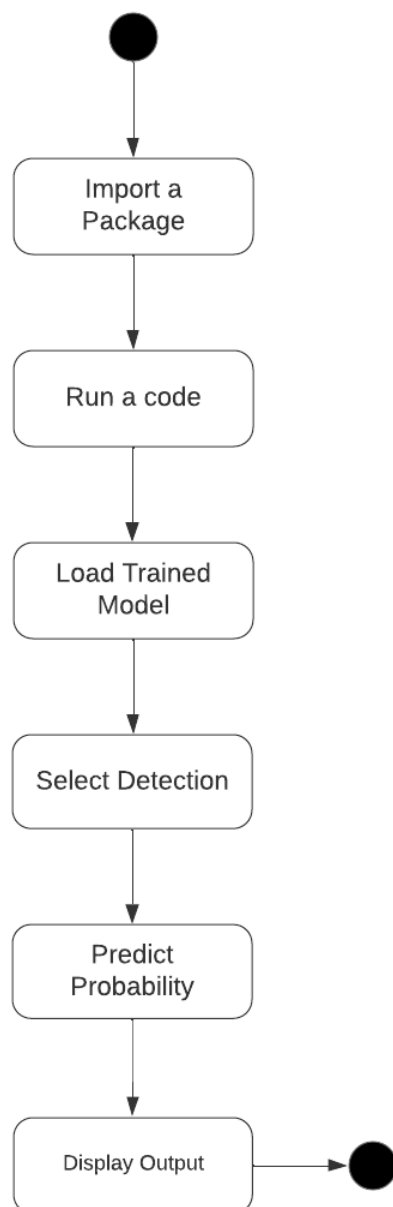 Import a
Package
Run a code
Load Trained
Model
Select Detection
Predict
Probability
Display Output